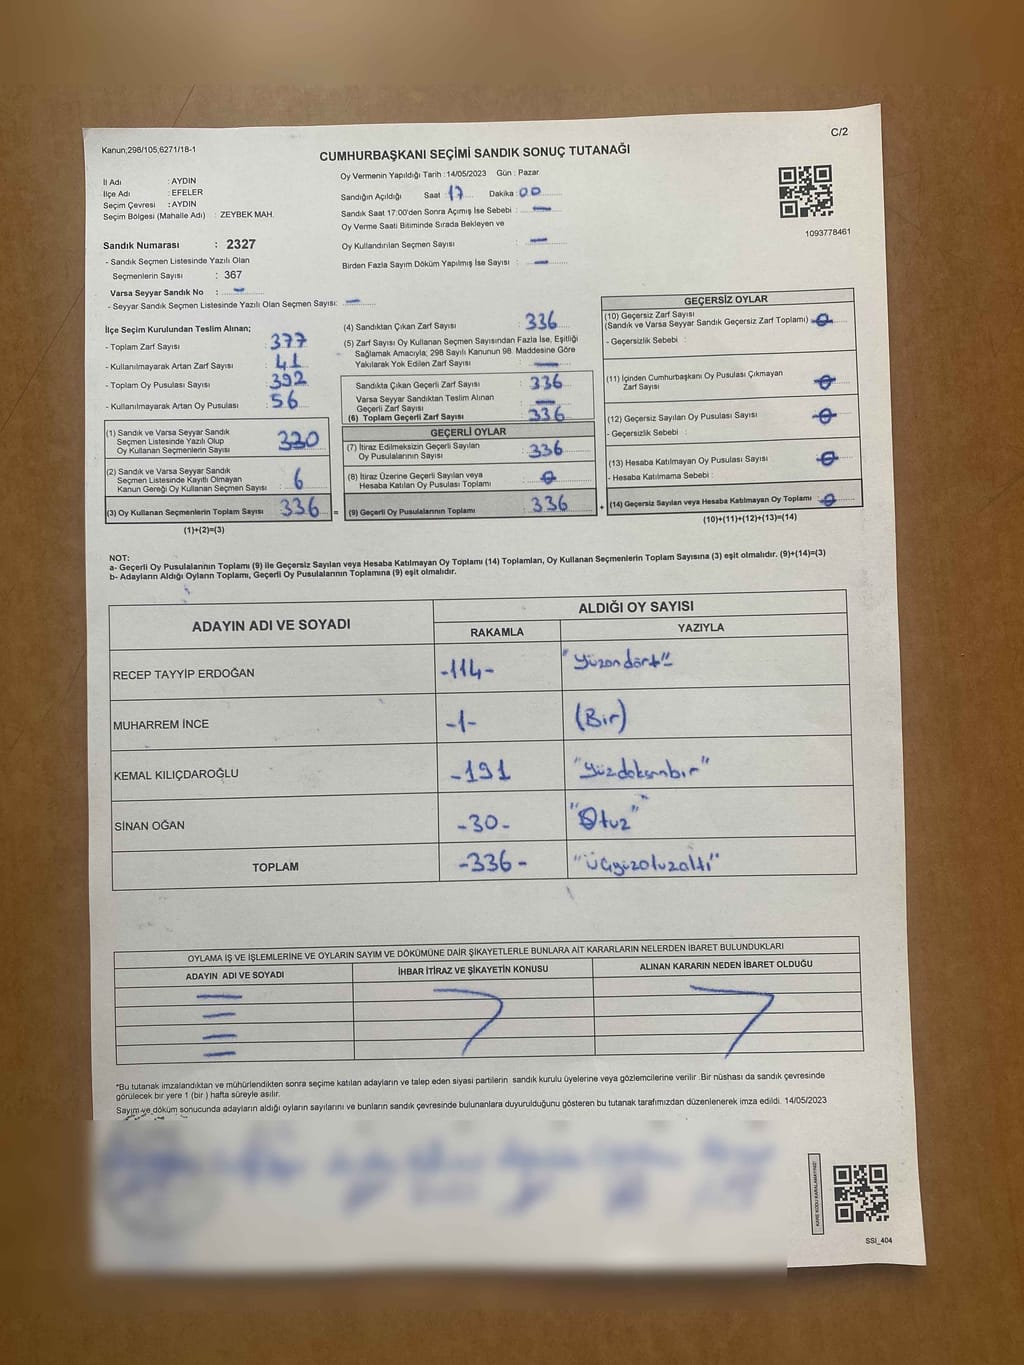 C/2
Kanun;298/105,6271/18-1
CUMHURBAŞKANI SEÇİMİ SANDIK SONUÇ TUTANAĞI
İl Adı : AYDIN
İlçe Adı : EFELER
Seçim Çevresi : AYDIN
Seçim Bölgesi (Mahalle Adı) : ZEYBEK MAH.
Sandık Numarası : 2327
- Sandık Seçmen Listesinde Yazılı Olan
Seçmenlerin Sayısı : 367
Varsa Seyyar Sandık No : -
- Seyyar Sandık Seçmen Listesinde Yazılı Olan Seçmen Sayısı: -
Oy Vermenin Yapıldığı Tarih : 14/05/2023 Gün : Pazar
Sandığın Açıldığı Saat : 17 Dakika : 00
Sandık Saat 17:00'den Sonra Açımış İse Sebebi : -
Oy Verme Saati Bitiminde Sırada Bekleyen ve
Oy Kullandırılan Seçmen Sayısı : -
Birden Fazla Sayım Döküm Yapılmış İse Sayısı : -
1093778461
İlçe Seçim Kurulundan Teslim Alınan;
- Toplam Zarf Sayısı : 377
- Kullanılmayarak Artan Zarf Sayısı : 41
- Toplam Oy Pusulası Sayısı : 392
- Kullanılmayarak Artan Oy Pusulası : 56
(1) Sandık ve Varsa Seyyar Sandık
Seçmen Listesinde Yazılı Olup
Oy Kullanan Seçmenlerin Sayısı 330
(2) Sandık ve Varsa Seyyar Sandık
Seçmen Listesinde Kayıtlı Olmayan
Kanun Gereği Oy Kullanan Seçmen Sayısı 6
(3) Oy Kullanan Seçmenlerin Toplam Sayısı 336 =
(1)+(2)=(3)
(4) Sandıktan Çıkan Zarf Sayısı : 336
(5) Zarf Sayısı Oy Kullanan Seçmen Sayısından Fazla İse, Eşitliği
Sağlamak Amacıyla; 298 Sayılı Kanunun 98. Maddesine Göre
Yakılarak Yok Edilen Zarf Sayısı : -
Sandıkta Çıkan Geçerli Zarf Sayısı : 336
Varsa Seyyar Sandıktan Teslim Alınan
Geçerli Zarf Sayısı : -
(6) Toplam Geçerli Zarf Sayısı : 336
GEÇERLİ OYLAR
(7) İtiraz Edilmeksizin Geçerli Sayılan
Oy Pusulalarının Sayısı : 336
(8) İtiraz Üzerine Geçerli Sayılan veya
Hesaba Katılan Oy Pusulası Toplamı : 0
(9) Geçerli Oy Pusulalarının Toplamı : 336 +
GEÇERSİZ OYLAR
(10) Geçersiz Zarf Sayısı
(Sandık ve Varsa Seyyar Sandık Geçersiz Zarf Toplamı) : 0
- Geçersizlik Sebebi :
(11) İçinden Cumhurbaşkanı Oy Pusulası Çıkmayan
Zarf Sayısı : 0
(12) Geçersiz Sayılan Oy Pusulası Sayısı : 0
- Geçersizlik Sebebi :
(13) Hesaba Katılmayan Oy Pusulası Sayısı : 0
- Hesaba Katılmama Sebebi :
(14) Geçersiz Sayılan veya Hesaba Katılmayan Oy Toplamı : 0
(10)+(11)+(12)+(13)=(14)
NOT:
a- Geçerli Oy Pusulalarının Toplamı (9) ile Geçersiz Sayılan veya Hesaba Katılmayan Oy Toplamı (14) Toplamları, Oy Kullanan Seçmenlerin Toplam Sayısına (3) eşit olmalıdır. (9)+(14)=(3)
b- Adayların Aldığı Oyların Toplamı, Geçerli Oy Pusulalarının Toplamına (9) eşit olmalıdır.
ADAYIN ADI VE SOYADI
ALDIĞI OY SAYISI
RAKAMLA YAZIYLA
RECEP TAYYİP ERDOĞAN -114- "Yüzondört"
MUHARREM İNCE -1- (Bir)
KEMAL KILIÇDAROĞLU -191 "Yüzdoksanbir"
SİNAN OĞAN -30- "Otuz"
TOPLAM -336- "Üçyüzotuzaltı"
OYLAMA İŞ VE İŞLEMLERİNE VE OYLARIN SAYIM VE DÖKÜMÜNE DAİR ŞİKAYETLERLE BUNLARA AİT KARARLARIN NELERDEN İBARET BULUNDUKLARI
ADAYIN ADI VE SOYADI İHBAR İTİRAZ VE ŞİKAYETİN KONUSU ALINAN KARARIN NEDEN İBARET OLDUĞU
*Bu tutanak imzalandıktan ve mühürlendikten sonra seçime katılan adayların ve talep eden siyasi partilerin sandık kurulu üyelerine veya gözlemcilerine verilir .Bir nüshası da sandık çevresinde
görülecek bir yere 1 (bir ) hafta süreyle asılır.
Sayım ve döküm sonucunda adayların aldığı oyların sayılarını ve bunların sandık çevresinde bulunanlara duyurulduğunu gösteren bu tutanak tarafımızdan düzenlenerek imza edildi. 14/05/2023
KARE KODU KARALAMAYINIZ!
SSI_404